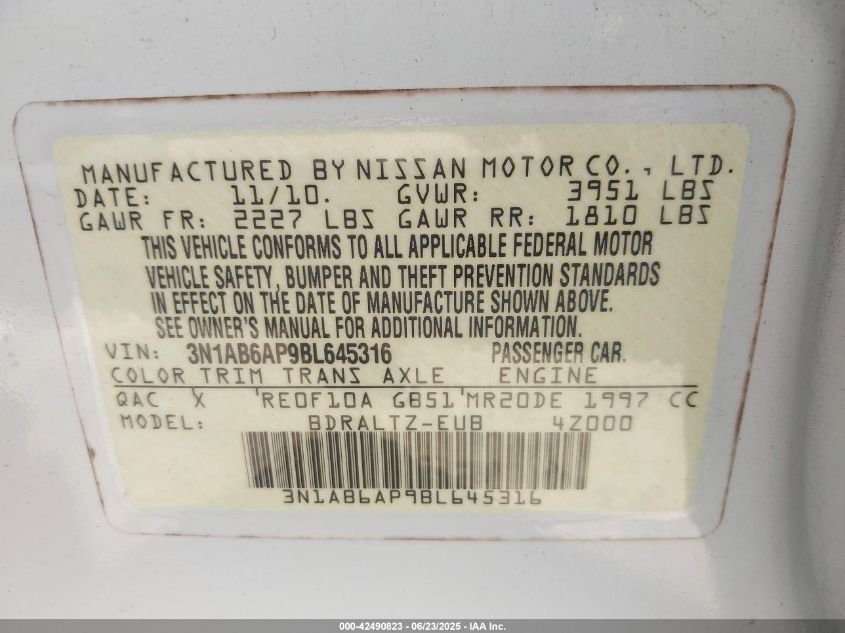 MANUFACTURED BY NISSAN MOTOR CO., LTD.
DATE: 11/10. GVWR: 3951 LBS
GAWR FR: 2227 LBS GAWR RR: 1810 LBS
THIS VEHICLE CONFORMS TO ALL APPLICABLE FEDERAL MOTOR
VEHICLE SAFETY, BUMPER AND THEFT PREVENTION STANDARDS
IN EFFECT ON THE DATE OF MANUFACTURE SHOWN ABOVE.
SEE OWNER'S MANUAL FOR ADDITIONAL INFORMATION.
VIN: 3N1AB6AP9BL645316 PASSENGER CAR.
COLOR TRIM TRANS AXLE ENGINE
QAC X 'RE0F10A GB51'MR20DE 1997 CC
MODEL: BDRALTZ-EUB 4Z000
3N1AB6AP9BL645316
000-42490823 - 06/23/2025 - IAA Inc.